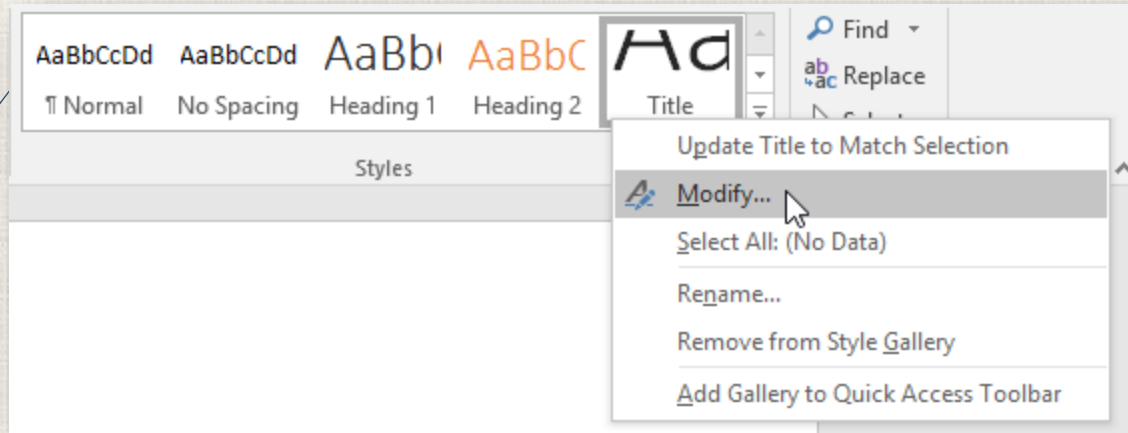 AaBbCcDd AaBbCcDd AaBb( AaBbC Aa
¶ Normal No Spacing Heading 1 Heading 2 Title
Styles
Find
Replace
Update Title to Match Selection
Modify...
Select All: (No Data)
Rename...
Remove from Style Gallery
Add Gallery to Quick Access Toolbar